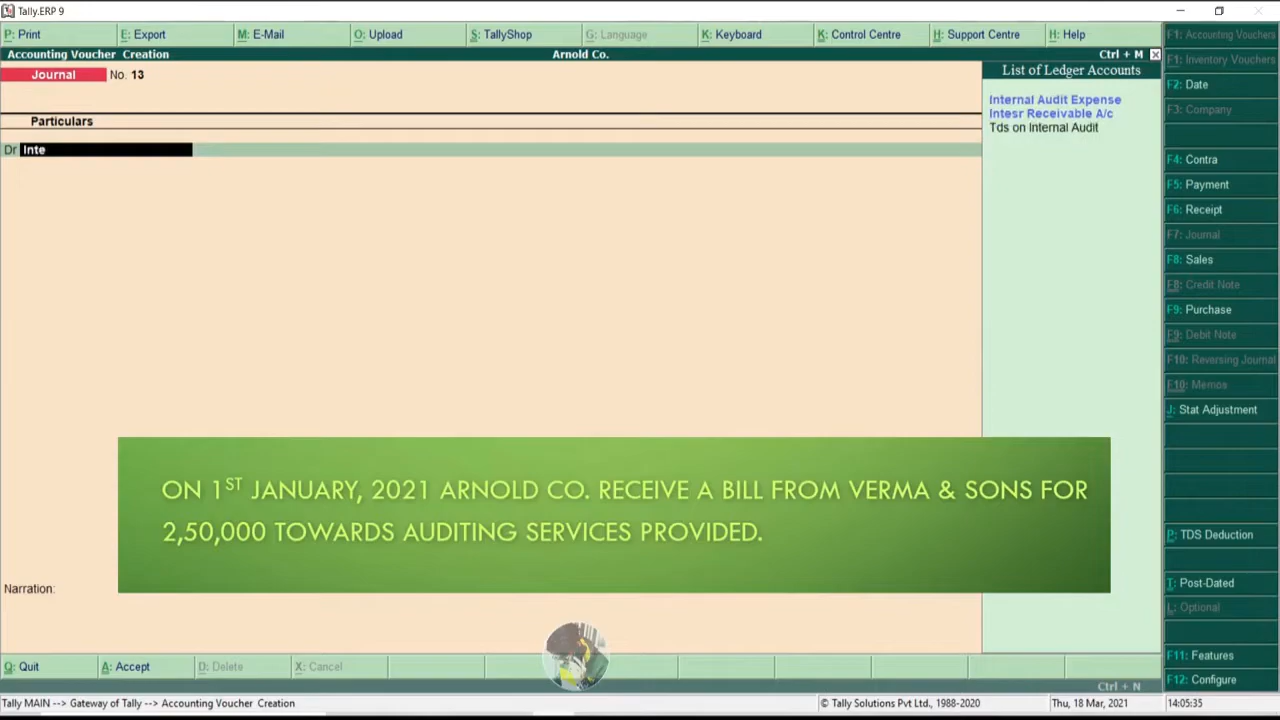 Tally.ERP 9
P: Print E: Export M: E-Mail O: Upload S: TallyShop G: Language K: Keyboard K: Control Centre H: Support Centre H: Help
Accounting Voucher Creation Arnold Co. Ctrl + M
Journal No. 13
Particulars
Dr Inte
List of Ledger Accounts
Internal Audit Expense
Intesr Receivable A/c
Tds on Internal Audit
F1: Accounting Vouchers
F1: Inventory Vouchers
F2: Date
F3: Company
F4: Contra
F5: Payment
F6: Receipt
F7: Journal
F8: Sales
F8: Credit Note
F9: Purchase
F9: Debit Note
F10: Reversing Journal
F10: Memos
J: Stat Adjustment
P: TDS Deduction
T: Post-Dated
L: Optional
F11: Features
F12: Configure
ON 1ST JANUARY, 2021 ARNOLD CO. RECEIVE A BILL FROM VERMA & SONS FOR
2,50,000 TOWARDS AUDITING SERVICES PROVIDED.
Narration:
Q: Quit A: Accept D: Delete X: Cancel
Ctrl + N
Tally MAIN --> Gateway of Tally --> Accounting Voucher Creation © Tally Solutions Pvt Ltd., 1988-2020 Thu, 18 Mar, 2021 14:05:35